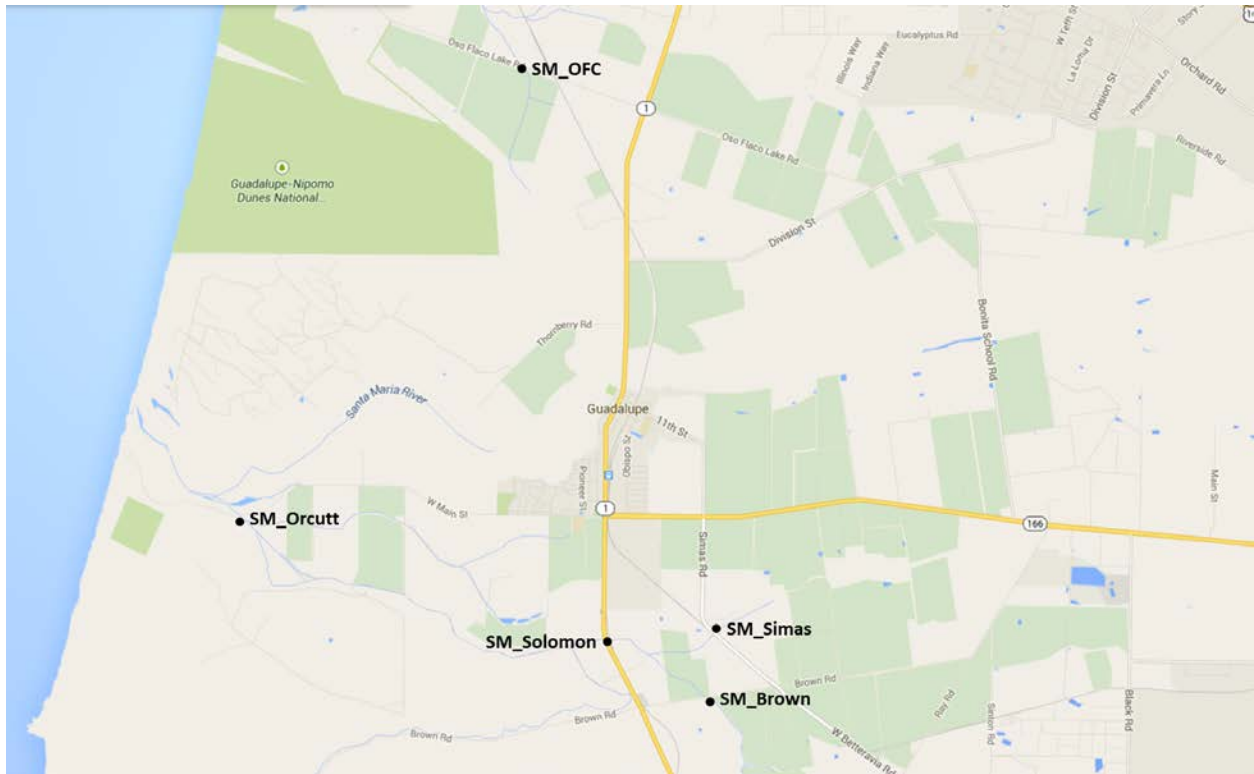 Oso Flaco Lake Rd
SM_OFC
1
Oso Flaco Lake Rd
Eucalyptus Rd
Illinois Way
Indiana Way
W Tefft St
La Loma Dr
Division St
Primavera Ln
Story
Orchard Rd
Riverside Rd
Guadalupe-Nipomo
Dunes National...
Division St
Bonita School Rd
Thornberry Rd
Santa Maria River
Guadalupe
11th St
Obispo St
Pioneer St
W Main St
1
SM_Orcutt
166
Main St
Simas Rd
SM_Simas
SM_Solomon
SM_Brown
Brown Rd
Brown Rd
Brown Rd
W Betteravia Rd
Ray Rd
Sinton Rd
Black Rd